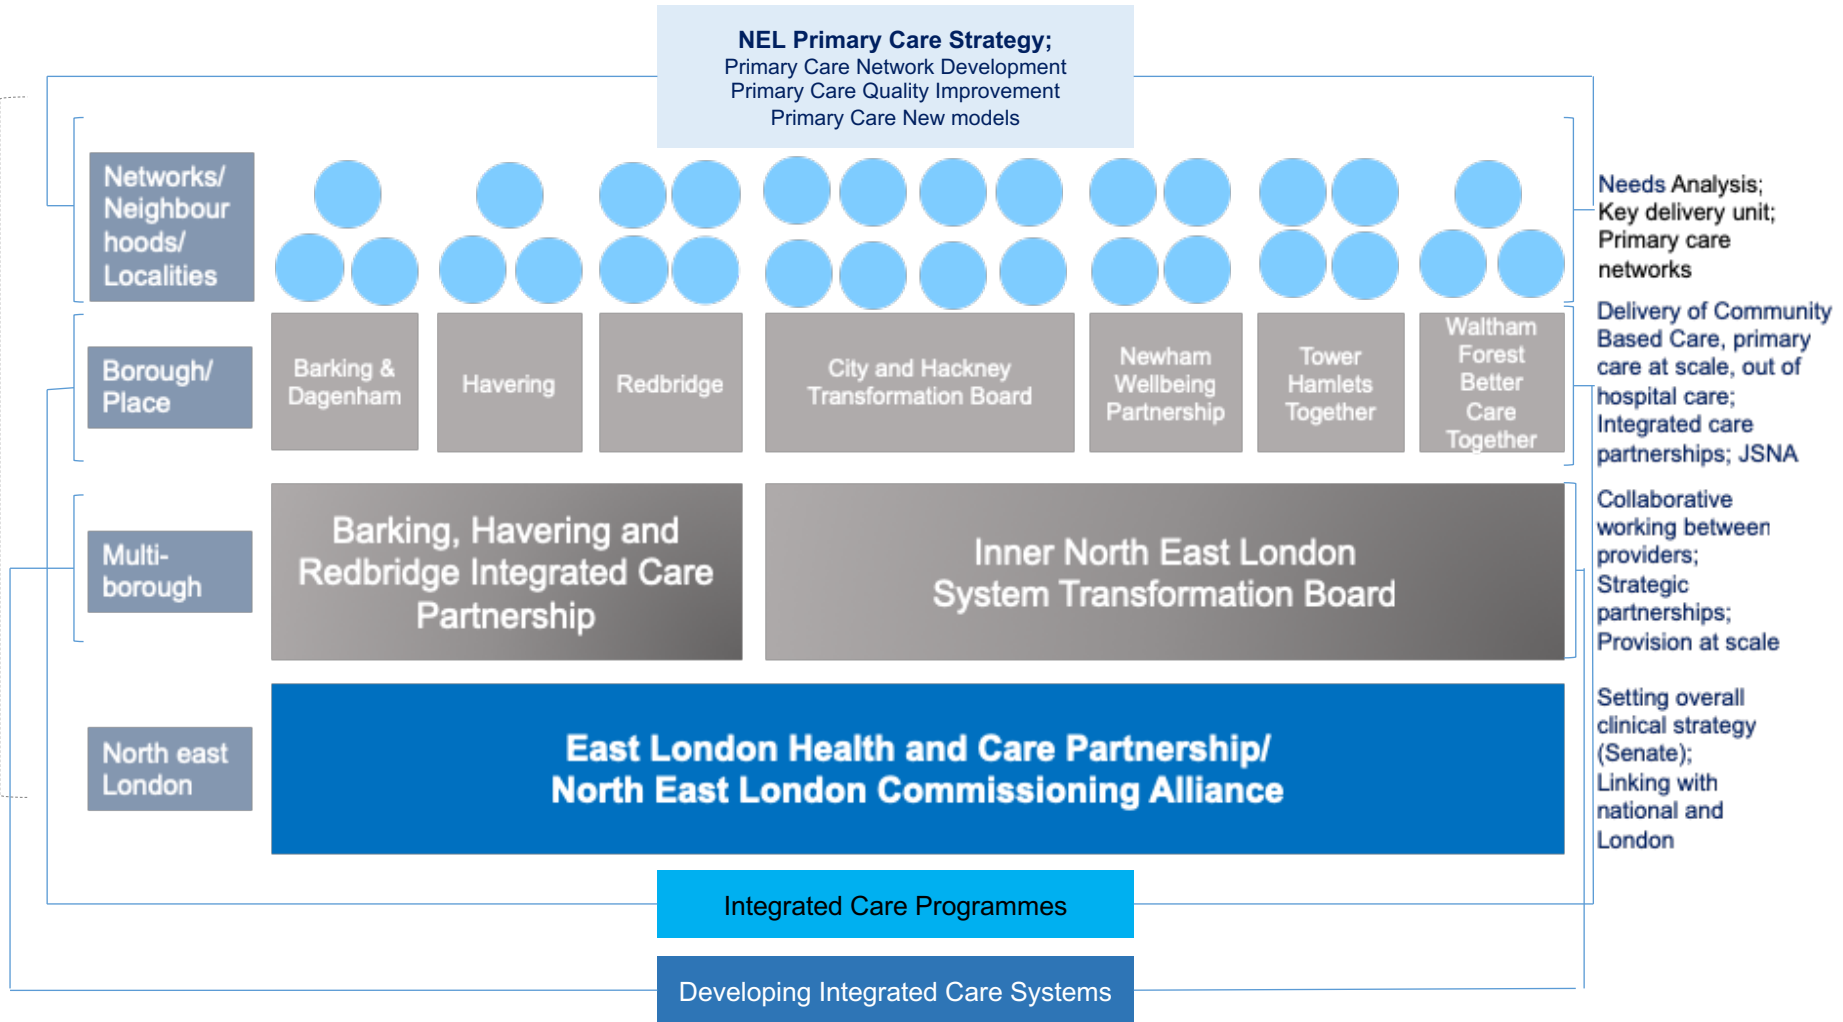 NEL Primary Care Strategy;
Primary Care Network Development
Primary Care Quality Improvement
Primary Care New models
Networks/
Neighbour
hoods/
Localities
Needs Analysis;
Key delivery unit;
Primary care
networks
Borough/
Place
Barking &
Dagenham
Havering
Redbridge
City and Hackney
Transformation Board
Newham
Wellbeing
Partnership
Tower
Hamlets
Together
Waltham
Forest
Better
Care
Together
Delivery of Community
Based Care, primary
care at scale, out of
hospital care;
Integrated care
partnerships; JSNA
Multi-
borough
Barking, Havering and
Redbridge Integrated Care
Partnership
Inner North East London
System Transformation Board
Collaborative
working between
providers;
Strategic
partnerships;
Provision at scale
North east
London
East London Health and Care Partnership/
North East London Commissioning Alliance
Setting overall
clinical strategy
(Senate);
Linking with
national and
London
Integrated Care Programmes
Developing Integrated Care Systems